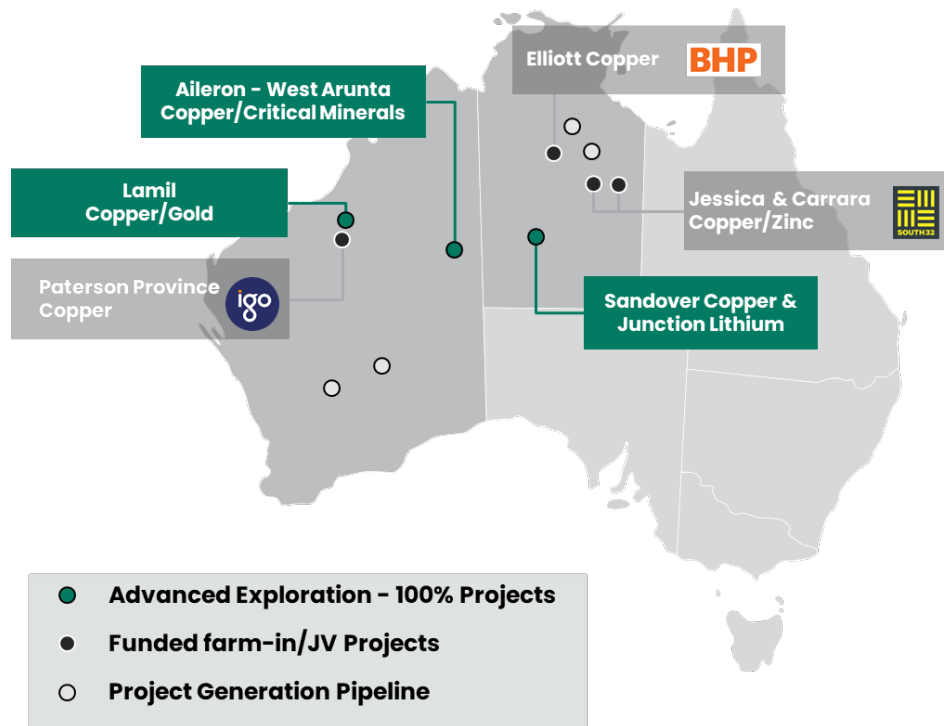 Elliott Copper
BHP
Aileron - West Arunta
Copper/Critical Minerals
Lamil
Copper/Gold
Jessica & Carrara
Copper/Zinc
SOUTH32
Paterson Province
Copper
igo
Sandover Copper &
Junction Lithium
Advanced Exploration - 100% Projects
Funded farm-in/JV Projects
Project Generation Pipeline